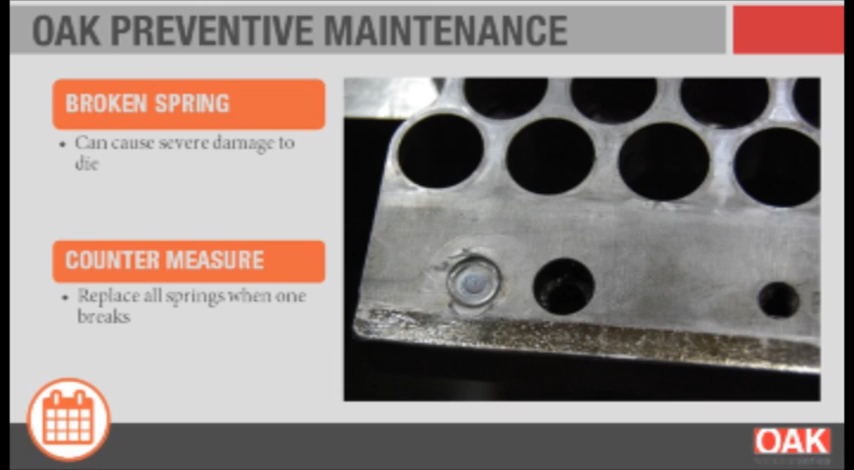 OAK PREVENTIVE MAINTENANCE
BROKEN SPRING
• Can cause severe damage to
die
COUNTER MEASURE
• Replace all springs when one
breaks
OAK